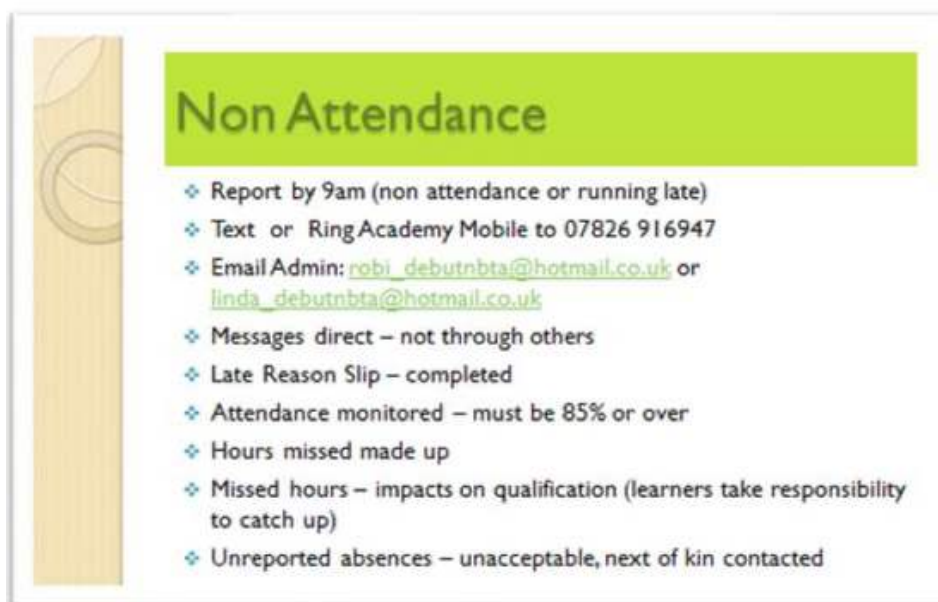 Non Attendance
❖ Report by 9am (non attendance or running late)
❖ Text or Ring Academy Mobile to 07826 916947
❖ Email Admin: robi_debutnbta@hotmail.co.uk or
linda_debutnbta@hotmail.co.uk
❖ Messages direct – not through others
❖ Late Reason Slip – completed
❖ Attendance monitored – must be 85% or over
❖ Hours missed made up
❖ Missed hours – impacts on qualification (learners take responsibility
to catch up)
❖ Unreported absences – unacceptable, next of kin contacted